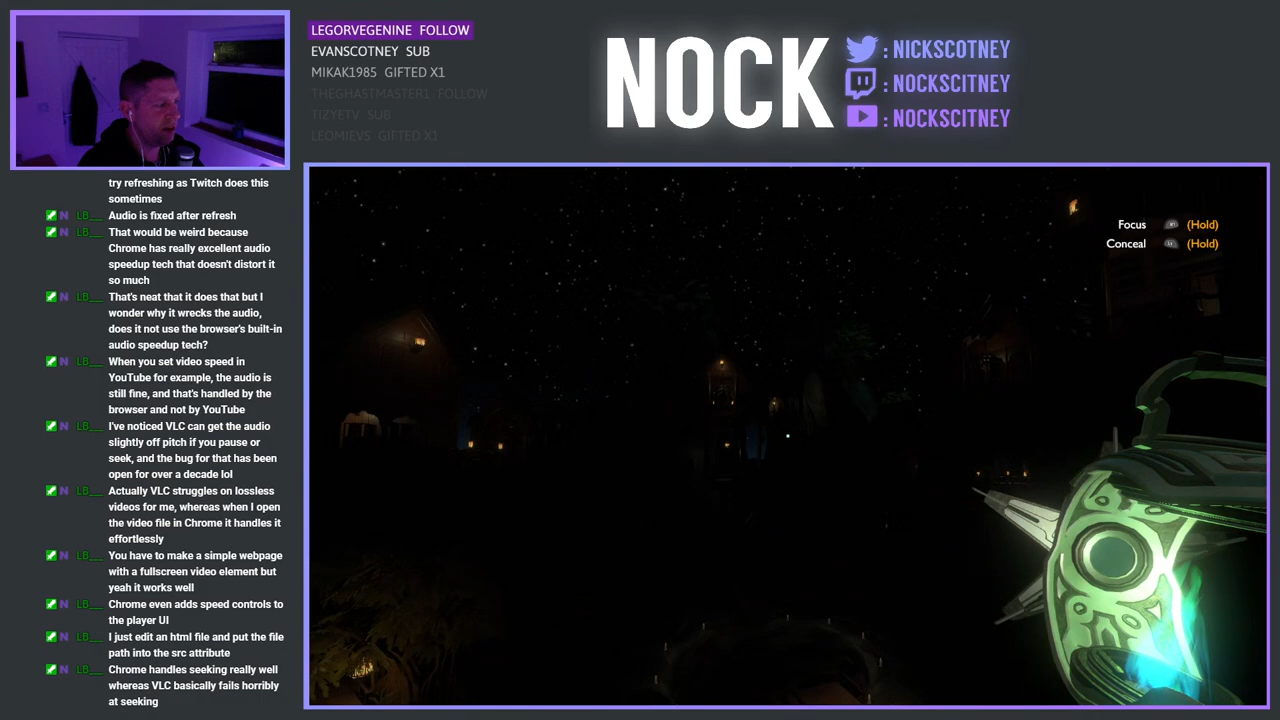 LEGORVEGENINE FOLLOW
EVANSCOTNEY SUB
MIKAK1985 GIFTED X1
THEGHASTMASTER1 FOLLOW
TIZYETV SUB
LEOMIEVS GIFTED X1
NOCK
: NICKSCOTNEY
: NOCKSCITNEY
: NOCKSCITNEY
try refreshing as Twitch does this
sometimes
LB__ Audio is fixed after refresh
LB__ That would be weird because
Chrome has really excellent audio
speedup tech that doesn't distort it
so much
LB__ That's neat that it does that but I
wonder why it wrecks the audio,
does it not use the browser's built-in
audio speedup tech?
LB__ When you set video speed in
YouTube for example, the audio is
still fine, and that's handled by the
browser and not by YouTube
LB__ I've noticed VLC can get the audio
slightly off pitch if you pause or
seek, and the bug for that has been
open for over a decade lol
LB__ Actually VLC struggles on lossless
videos for me, whereas when I open
the video file in Chrome it handles it
effortlessly
LB__ You have to make a simple webpage
with a fullscreen video element but
yeah it works well
LB__ Chrome even adds speed controls to
the player UI
LB__ I just edit an html file and put the file
path into the src attribute
LB__ Chrome handles seeking really well
whereas VLC basically fails horribly
at seeking
Focus (Hold)
Conceal (Hold)